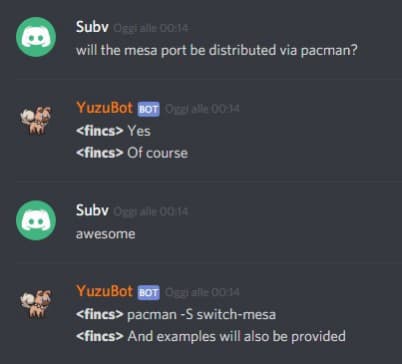 Subv Oggi alle 00:14
will the mesa port be distributed via pacman?
YuzuBot BOT Oggi alle 00:14
<fincs> Yes
<fincs> Of course
Subv Oggi alle 00:14
awesome
YuzuBot BOT Oggi alle 00:14
<fincs> pacman -S switch-mesa
<fincs> And examples will also be provided